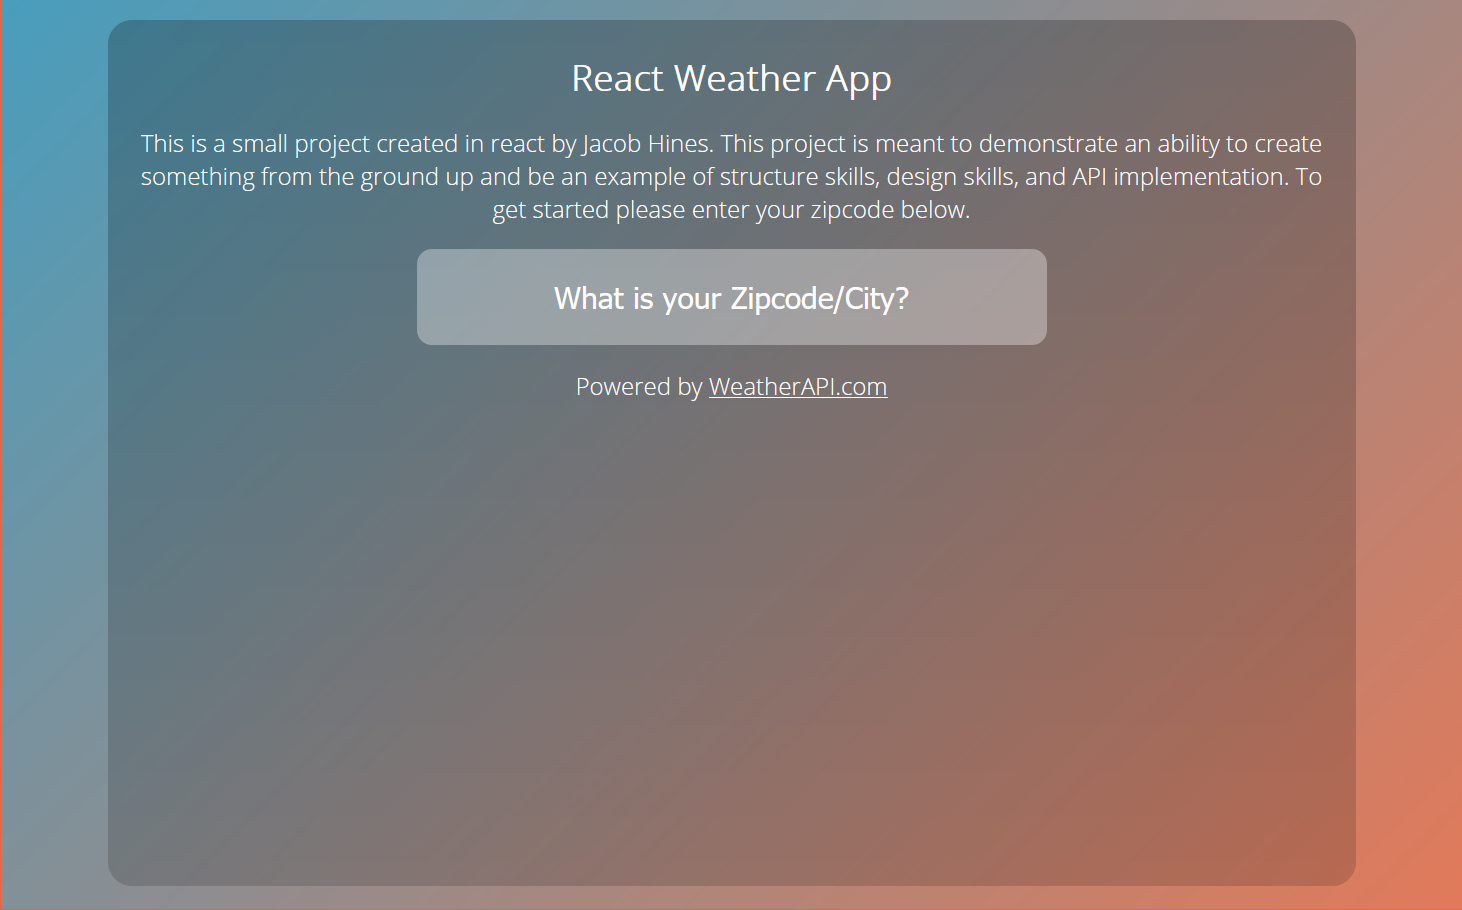 React Weather App
This is a small project created in react by Jacob Hines. This project is meant to demonstrate an ability to create
something from the ground up and be an example of structure skills, design skills, and API implementation. To
get started please enter your zipcode below.
What is your Zipcode/City?
Powered by WeatherAPI.com